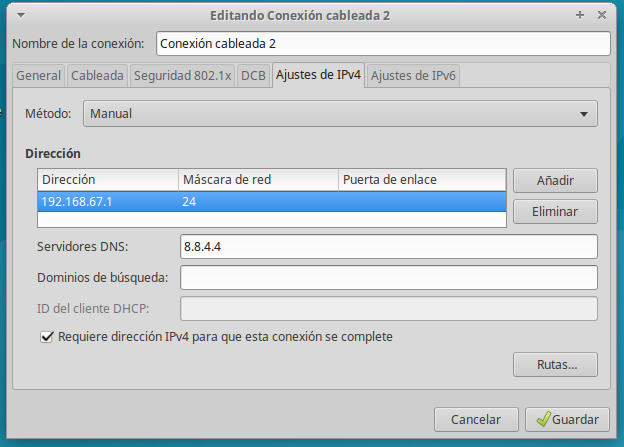 Editando Conexión cableada 2
Nombre de la conexión: Conexión cableada 2
General Cableada Seguridad 802.1x DCB Ajustes de IPv4 Ajustes de IPv6
Método: Manual
Dirección
Dirección Máscara de red Puerta de enlace
192.168.67.1 24
Añadir
Eliminar
Servidores DNS: 8.8.4.4
Dominios de búsqueda:
ID del cliente DHCP:
Requiere dirección IPv4 para que esta conexión se complete
Rutas...
Cancelar Guardar